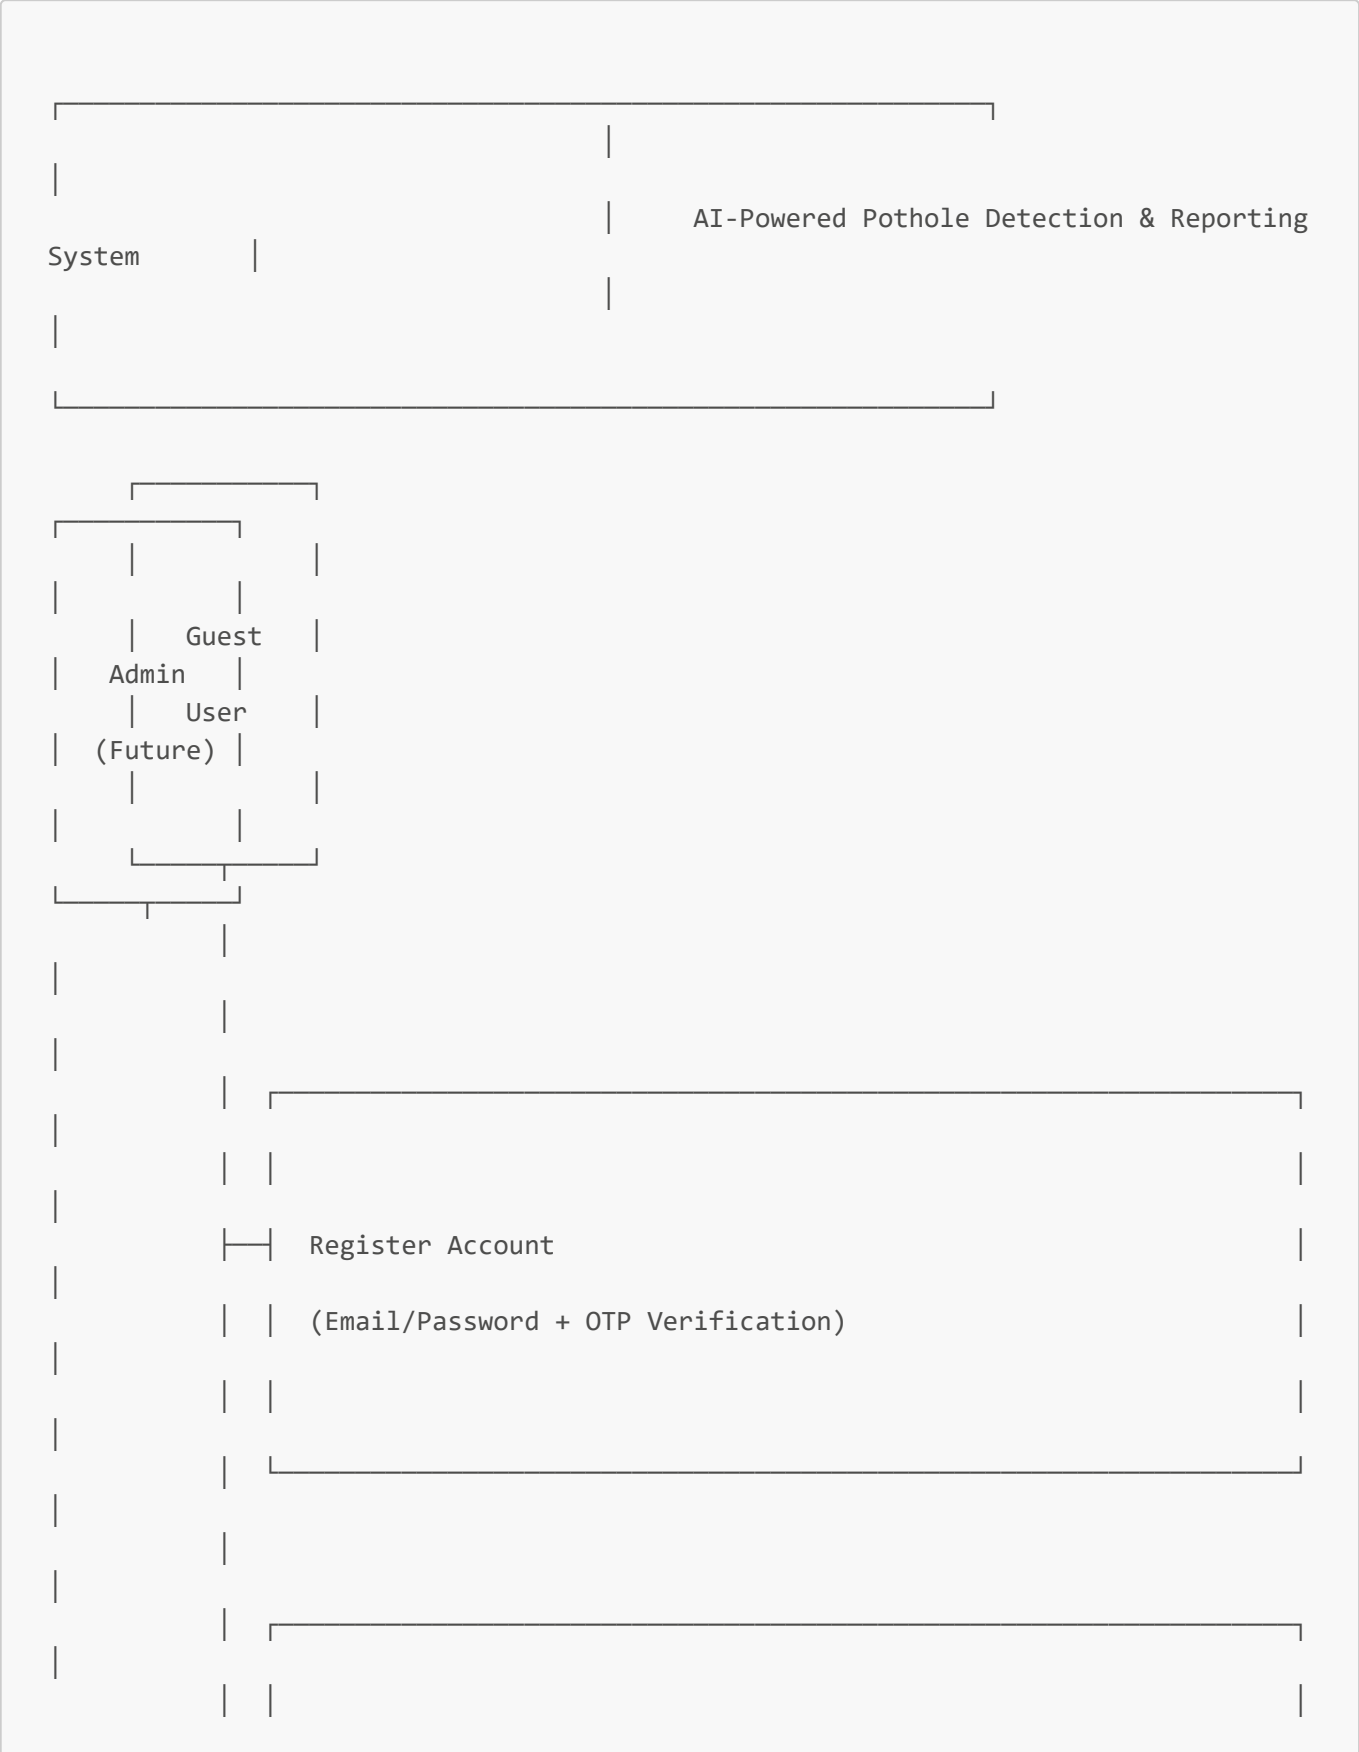 AI-Powered Pothole Detection & Reporting
System
Guest
Admin
User
(Future)
Register Account
(Email/Password + OTP Verification)